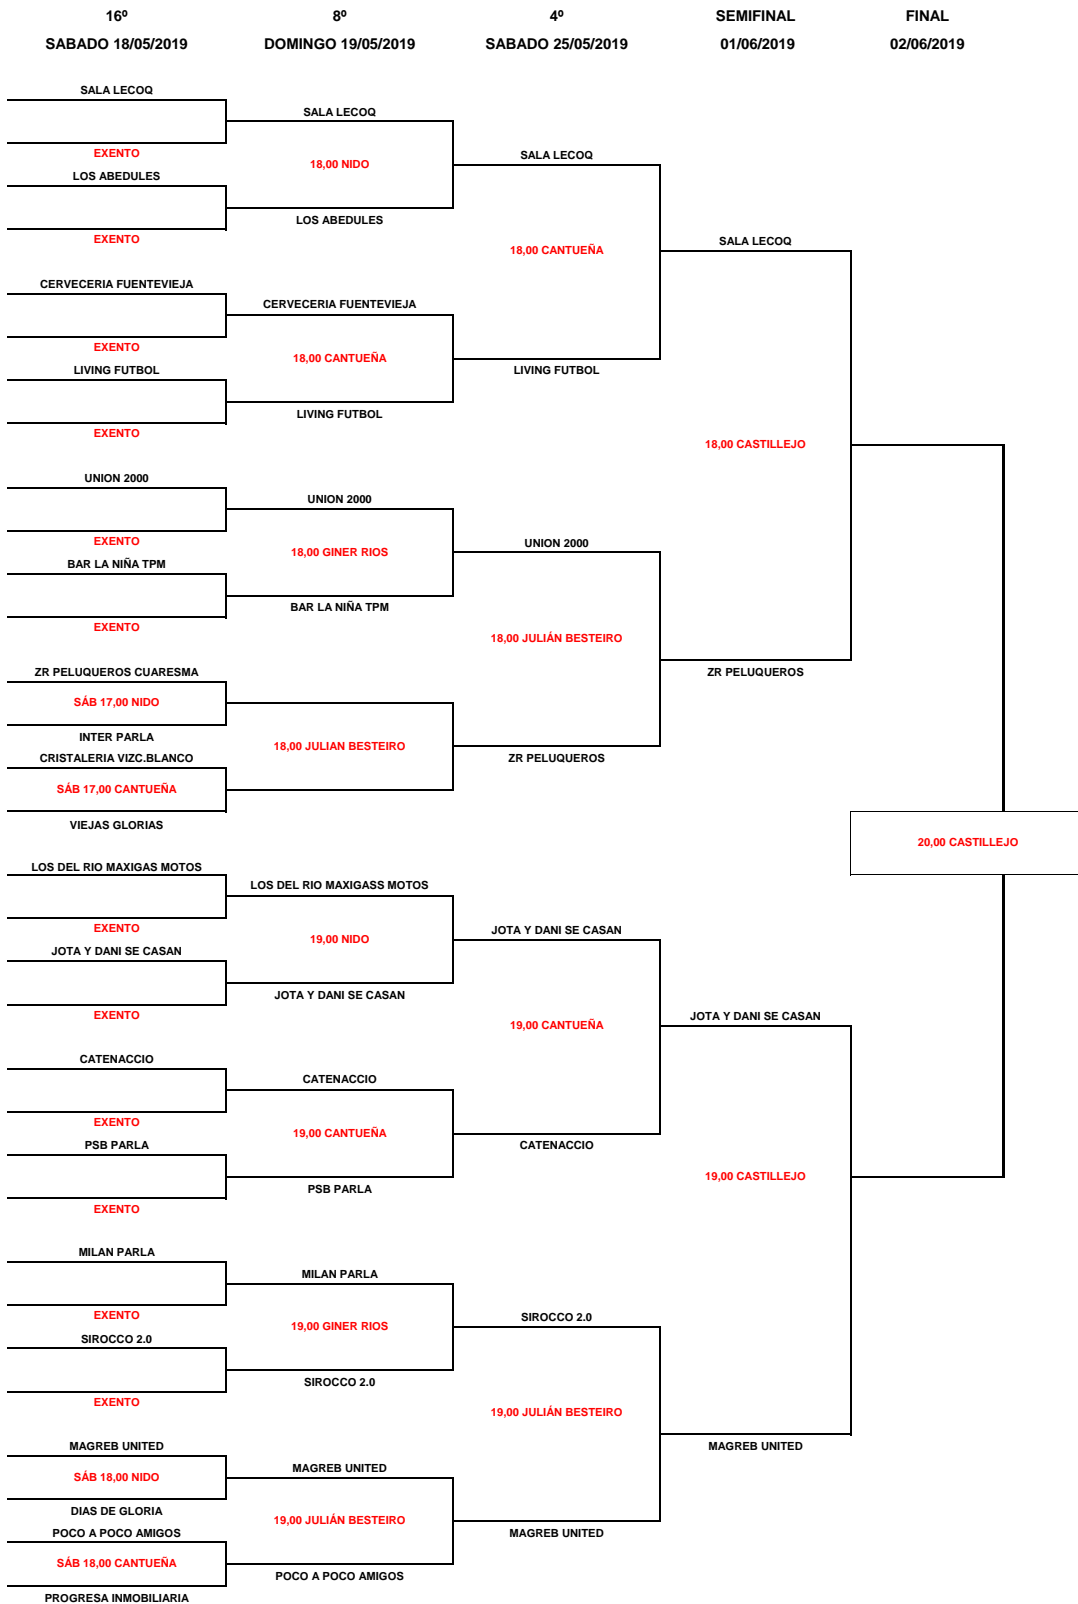 16º
8º
4º
SEMIFINAL
FINAL
SABADO 18/05/2019
DOMINGO 19/05/2019
SABADO 25/05/2019
01/06/2019
02/06/2019
SALA LECOQ
EXENTO
LOS ABEDULES
EXENTO
CERVECERIA FUENTEVIEJA
EXENTO
LIVING FUTBOL
EXENTO
UNION 2000
EXENTO
BAR LA NIÑA TPM
EXENTO
ZR PELUQUEROS CUARESMA
SÁB 17,00 NIDO
INTER PARLA
CRISTALERIA VIZC.BLANCO
SÁB 17,00 CANTUEÑA
VIEJAS GLORIAS
LOS DEL RIO MAXIGAS MOTOS
EXENTO
JOTA Y DANI SE CASAN
EXENTO
CATENACCIO
EXENTO
PSB PARLA
EXENTO
MILAN PARLA
EXENTO
SIROCCO 2.0
EXENTO
MAGREB UNITED
SÁB 18,00 NIDO
DIAS DE GLORIA
POCO A POCO AMIGOS
SÁB 18,00 CANTUEÑA
PROGRESA INMOBILIARIA
SALA LECOQ
18,00 NIDO
LOS ABEDULES
CERVECERIA FUENTEVIEJA
18,00 CANTUEÑA
LIVING FUTBOL
UNION 2000
18,00 GINER RIOS
BAR LA NIÑA TPM
18,00 JULIAN BESTEIRO
LOS DEL RIO MAXIGASS MOTOS
19,00 NIDO
JOTA Y DANI SE CASAN
CATENACCIO
19,00 CANTUEÑA
PSB PARLA
MILAN PARLA
19,00 GINER RIOS
SIROCCO 2.0
MAGREB UNITED
19,00 JULIÁN BESTEIRO
POCO A POCO AMIGOS
SALA LECOQ
18,00 CANTUEÑA
LIVING FUTBOL
UNION 2000
18,00 JULIÁN BESTEIRO
ZR PELUQUEROS
JOTA Y DANI SE CASAN
19,00 CANTUEÑA
CATENACCIO
SIROCCO 2.0
19,00 JULIÁN BESTEIRO
MAGREB UNITED
SALA LECOQ
18,00 CASTILLEJO
ZR PELUQUEROS
JOTA Y DANI SE CASAN
19,00 CASTILLEJO
MAGREB UNITED
20,00 CASTILLEJO